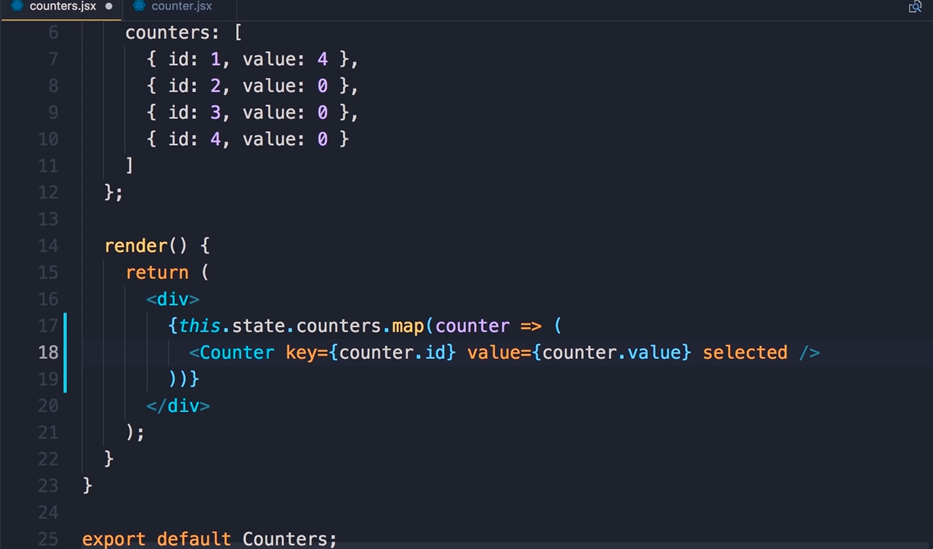 counters.jsx ● counter.jsx
6 counters: [
7 { id: 1, value: 4 },
8 { id: 2, value: 0 },
9 { id: 3, value: 0 },
10 { id: 4, value: 0 }
11 ]
12 };
13
14 render() {
15 return (
16 <div>
17 {this.state.counters.map(counter => (
18 <Counter key={counter.id} value={counter.value} selected />
19 ))}
20 </div>
21 );
22 }
23 }
24
25 export default Counters;